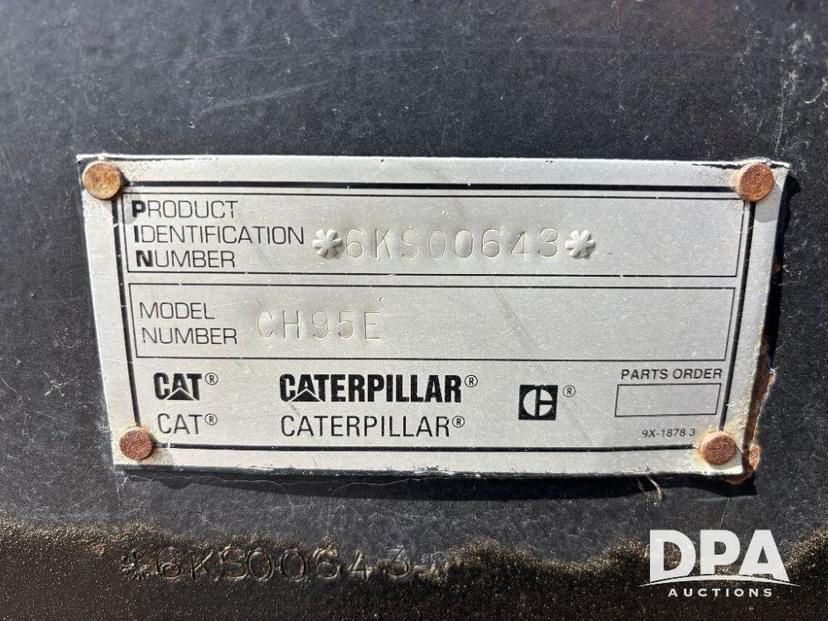 PRODUCT
IDENTIFICATION
NUMBER
*6KS00643*
MODEL
NUMBER
CH95E
CAT®
CATERPILLAR®
C®
PARTS ORDER
CAT®
CATERPILLAR®
9X-1878 3
*6KS00643*
DPA
AUCTIONS